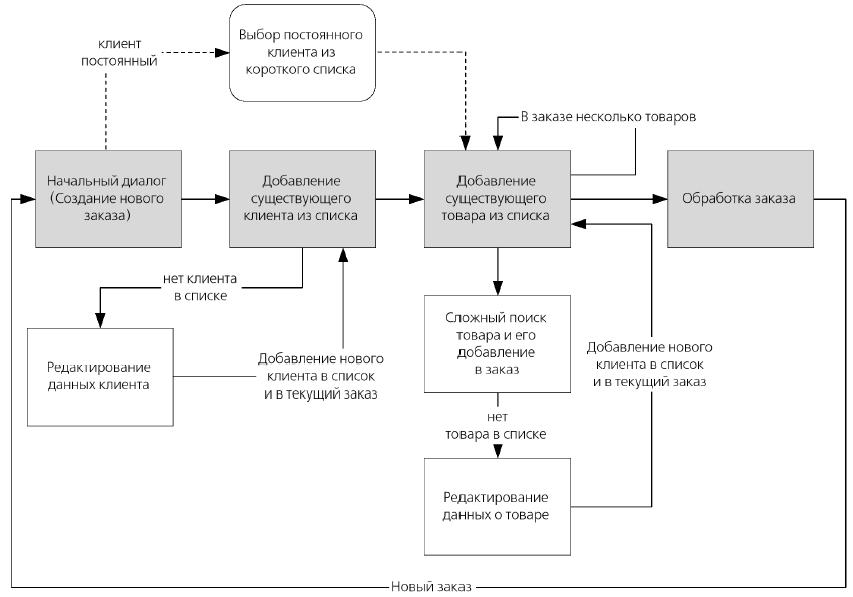 клиент
постоянный
Выбор постоянного
клиента из
короткого списка
В заказе несколько товаров
Начальный диалог
(Создание нового
заказа)
Добавление
существующего
клиента из списка
Добавление
существующего
товара из списка
Обработка заказа
нет клиента
в списке
Редактирование
данных клиента
Добавление нового
клиента в список
и в текущий заказ
Сложный поиск
товара и его
добавление
в заказ
Добавление нового
клиента в список
и в текущий заказ
нет
товара в списке
Редактирование
данных о товаре
Новый заказ